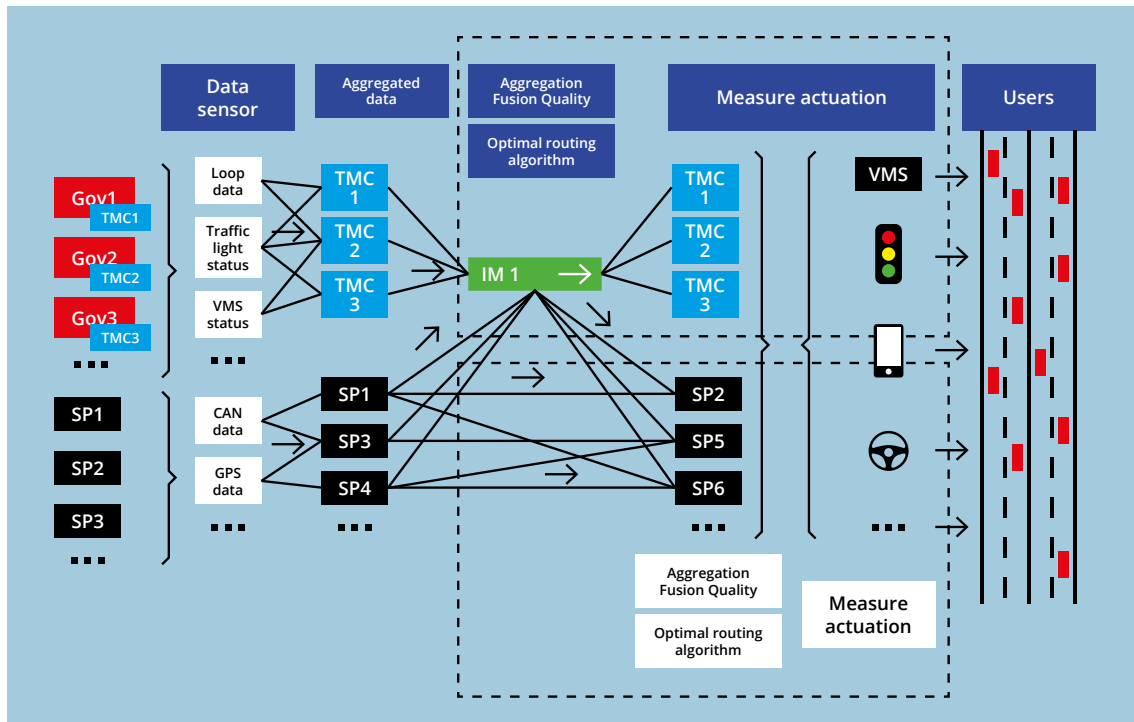 Data
sensor
Aggregated
data
Aggregation
Fusion Quality
Optimal routing
algorithm
Measure actuation
Users
Gov1
TMC1
Gov2
TMC2
Gov3
TMC3
SP1
SP2
SP3
Loop
data
Traffic
light
status
VMS
status
CAN
data
GPS
data
TMC
1
TMC
2
TMC
3
SP1
SP3
SP4
IM 1
TMC
1
TMC
2
TMC
3
SP2
SP5
SP6
Aggregation
Fusion Quality
Optimal routing
algorithm
VMS
Measure
actuation